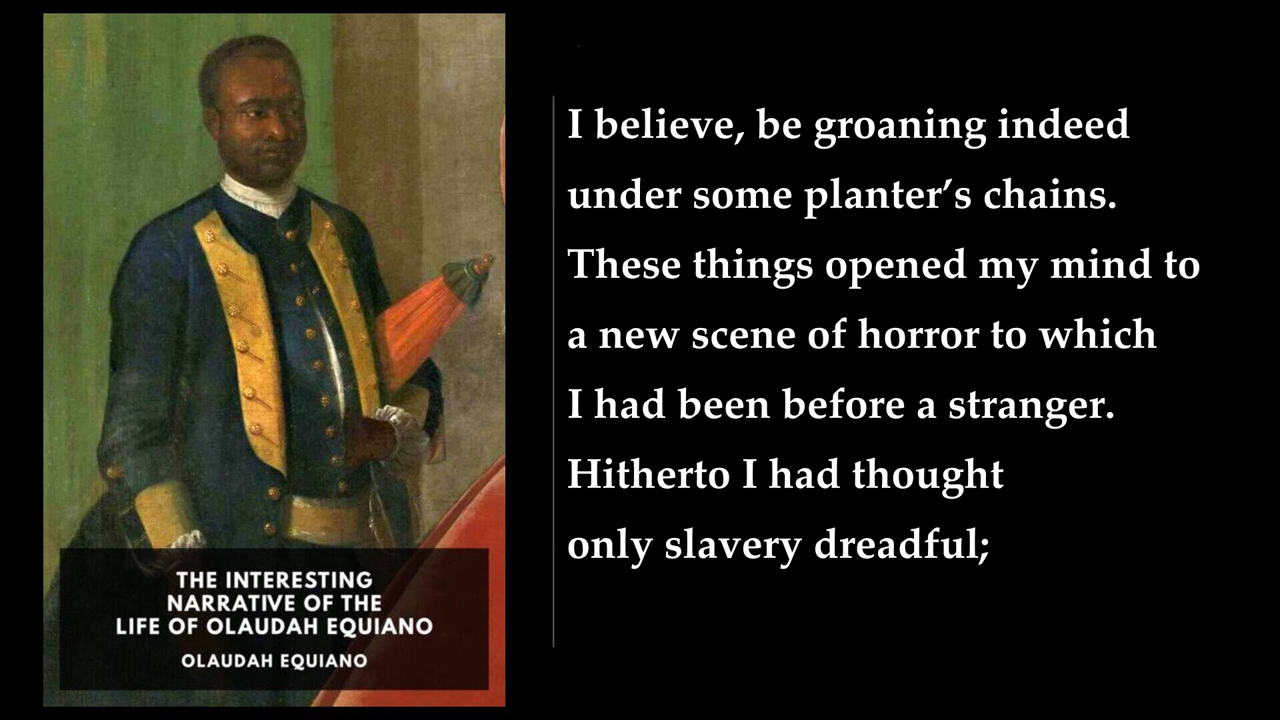 I believe, be groaning indeed
under some planter’s chains.
These things opened my mind to
a new scene of horror to which
I had been before a stranger.
Hitherto I had thought
only slavery dreadful;
THE INTERESTING
NARRATIVE OF THE
LIFE OF OLAUDAH EQUIANO
OLAUDAH EQUIANO